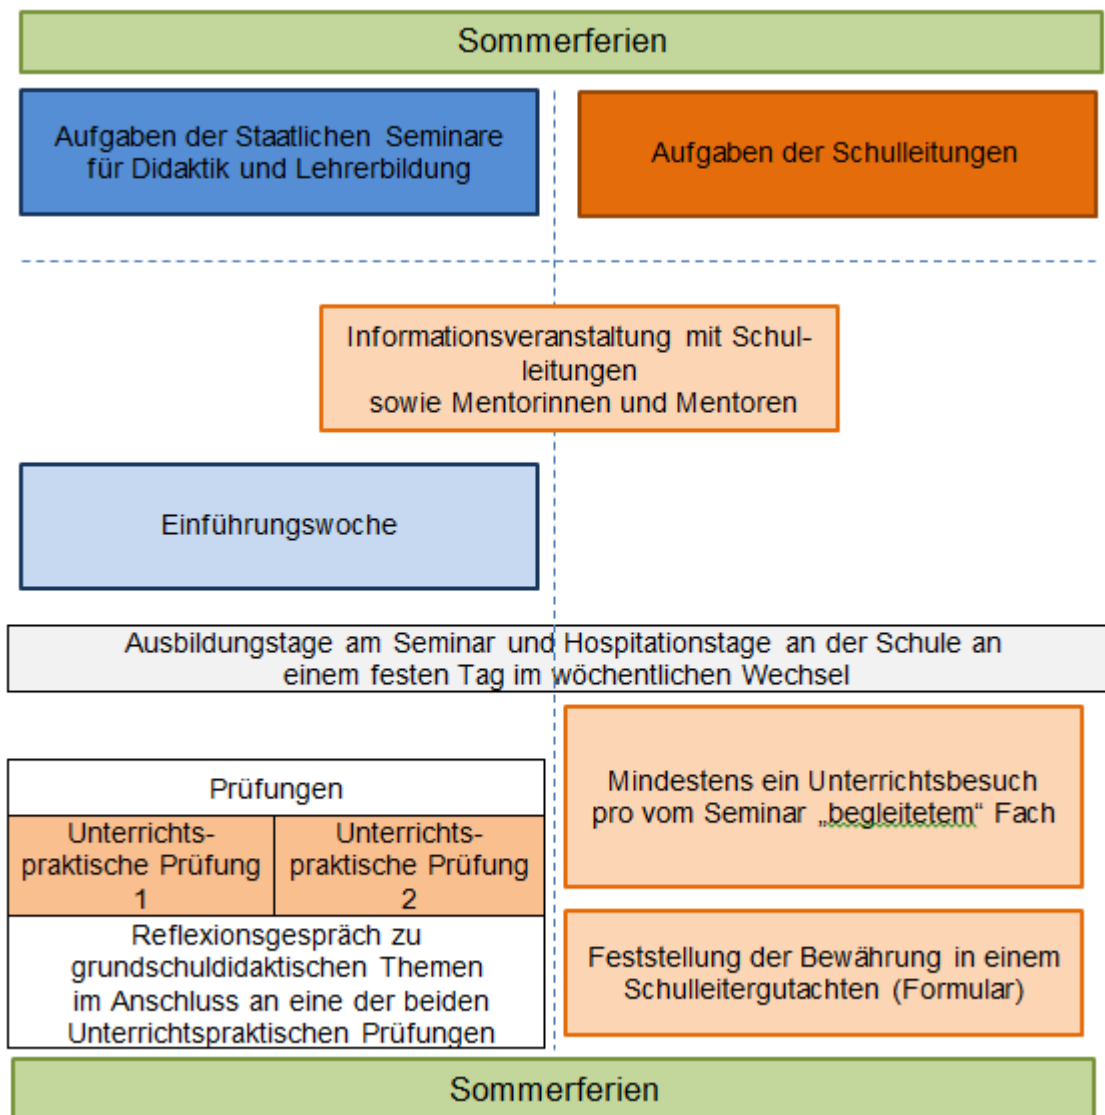 Sommerferien
Aufgaben der Staatlichen Seminare
für Didaktik und Lehrerbildung
Aufgaben der Schulleitungen
Informationsveranstaltung mit Schul-
leitungen
sowie Mentorinnen und Mentoren
Einführungswoche
Ausbildungstage am Seminar und Hospitationstage an der Schule an
einem festen Tag im wöchentlichen Wechsel
Prüfungen
Unterrichts-
praktische Prüfung
1
Unterrichts-
praktische Prüfung
2
Reflexionsgespräch zu
grundschuldidaktischen Themen
im Anschluss an eine der beiden
Unterrichtspraktischen Prüfungen
Mindestens ein Unterrichtsbesuch
pro vom Seminar „begleitetem“ Fach
Feststellung der Bewährung in einem
Schulleitergutachten (Formular)
Sommerferien